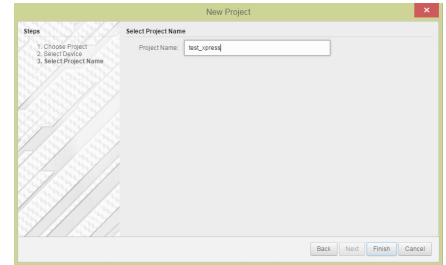 New Project
Steps
1. Choose Project
2. Select Device
3. Select Project Name
Select Project Name
Project Name: test_xpress
Back Next Finish Cancel